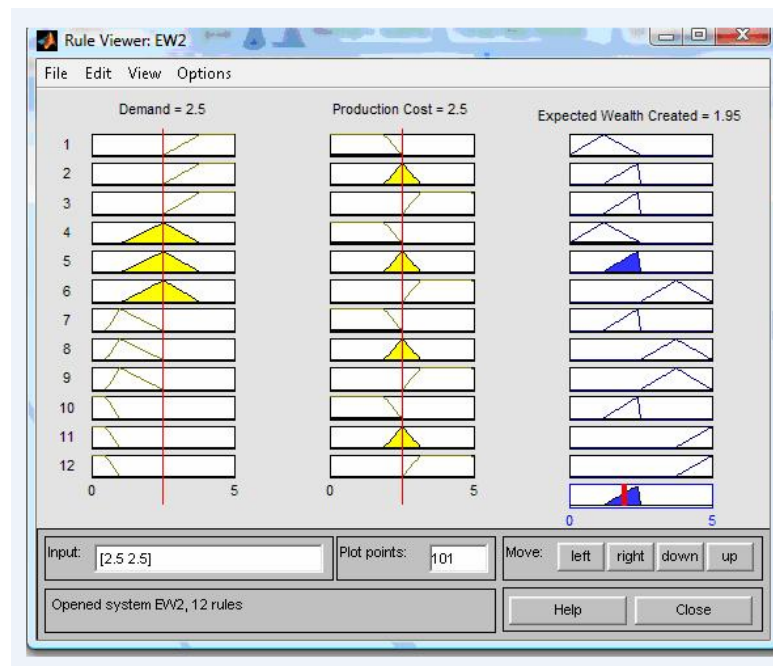 Rule Viewer: EW2
File Edit View Options
Demand = 2.5 Production Cost = 2.5 Expected Wealth Created = 1.95
1
2
3
4
5
6
7
8
9
10
11
12
0 5 0 5
0 5
Input: [2.5 2.5] Plot points: 101 Move: left right down up
Opened system EW2, 12 rules Help Close